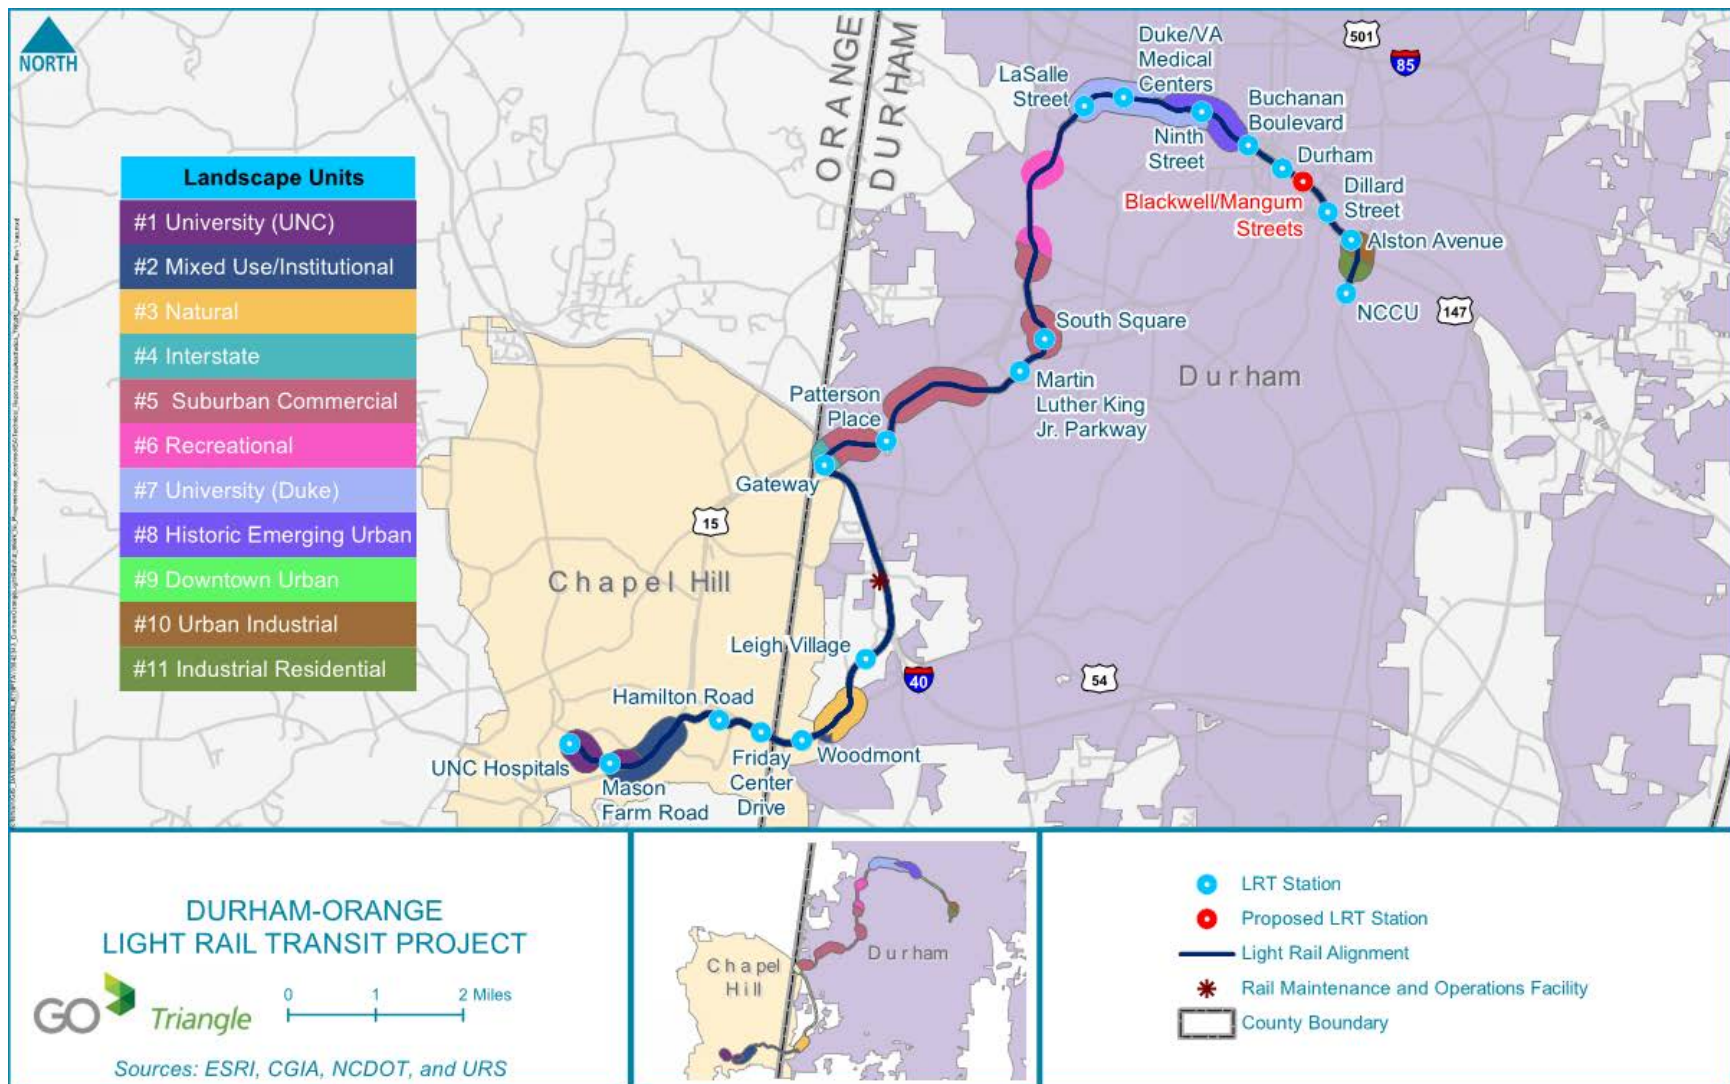 NORTH
ORANGE
DURHAM
501
85
Duke/VA
Medical
Centers
LaSalle
Street
Buchanan
Boulevard
Ninth
Street
Durham
Blackwell/Mangum
Streets
Dillard
Street
Alston Avenue
NCCU
147
Landscape Units
#1 University (UNC)
#2 Mixed Use/Institutional
#3 Natural
#4 Interstate
#5 Suburban Commercial
#6 Recreational
#7 University (Duke)
#8 Historic Emerging Urban
#9 Downtown Urban
#10 Urban Industrial
#11 Industrial Residential
South Square
Durham
Martin
Luther King
Jr. Parkway
Patterson
Place
Gateway
15
Chapel Hill
Leigh Village
40
54
Hamilton Road
UNC Hospitals
Mason
Farm Road
Friday
Center
Drive
Woodmont
DURHAM-ORANGE
LIGHT RAIL TRANSIT PROJECT
GO Triangle
0 1 2 Miles
Sources: ESRI, CGIA, NCDOT, and URS
Durham
Chapel
Hill
LRT Station
Proposed LRT Station
Light Rail Alignment
Rail Maintenance and Operations Facility
County Boundary